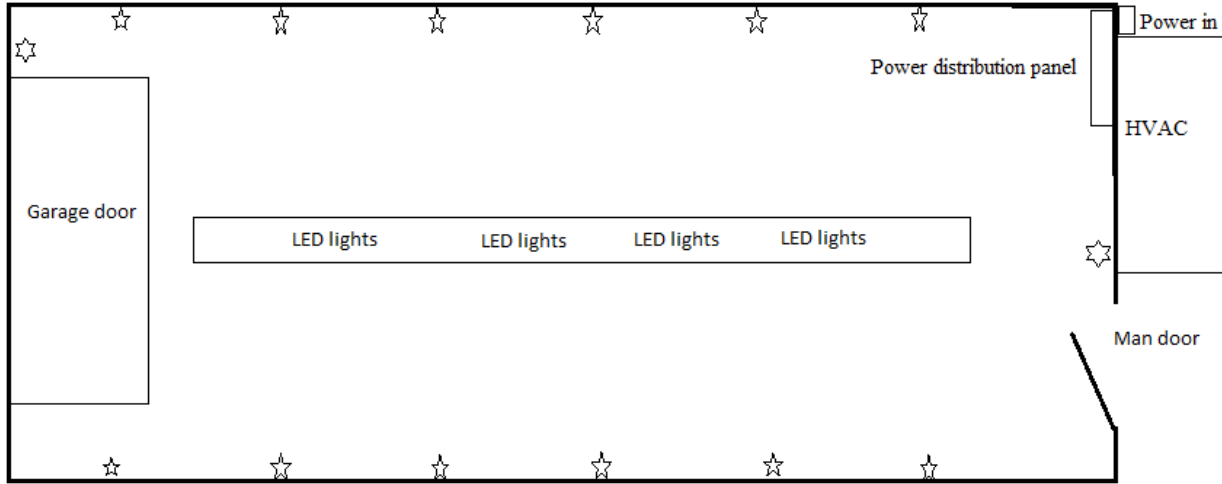 Power in
Power distribution panel
HVAC
Garage door
LED lights
LED lights
LED lights
LED lights
Man door